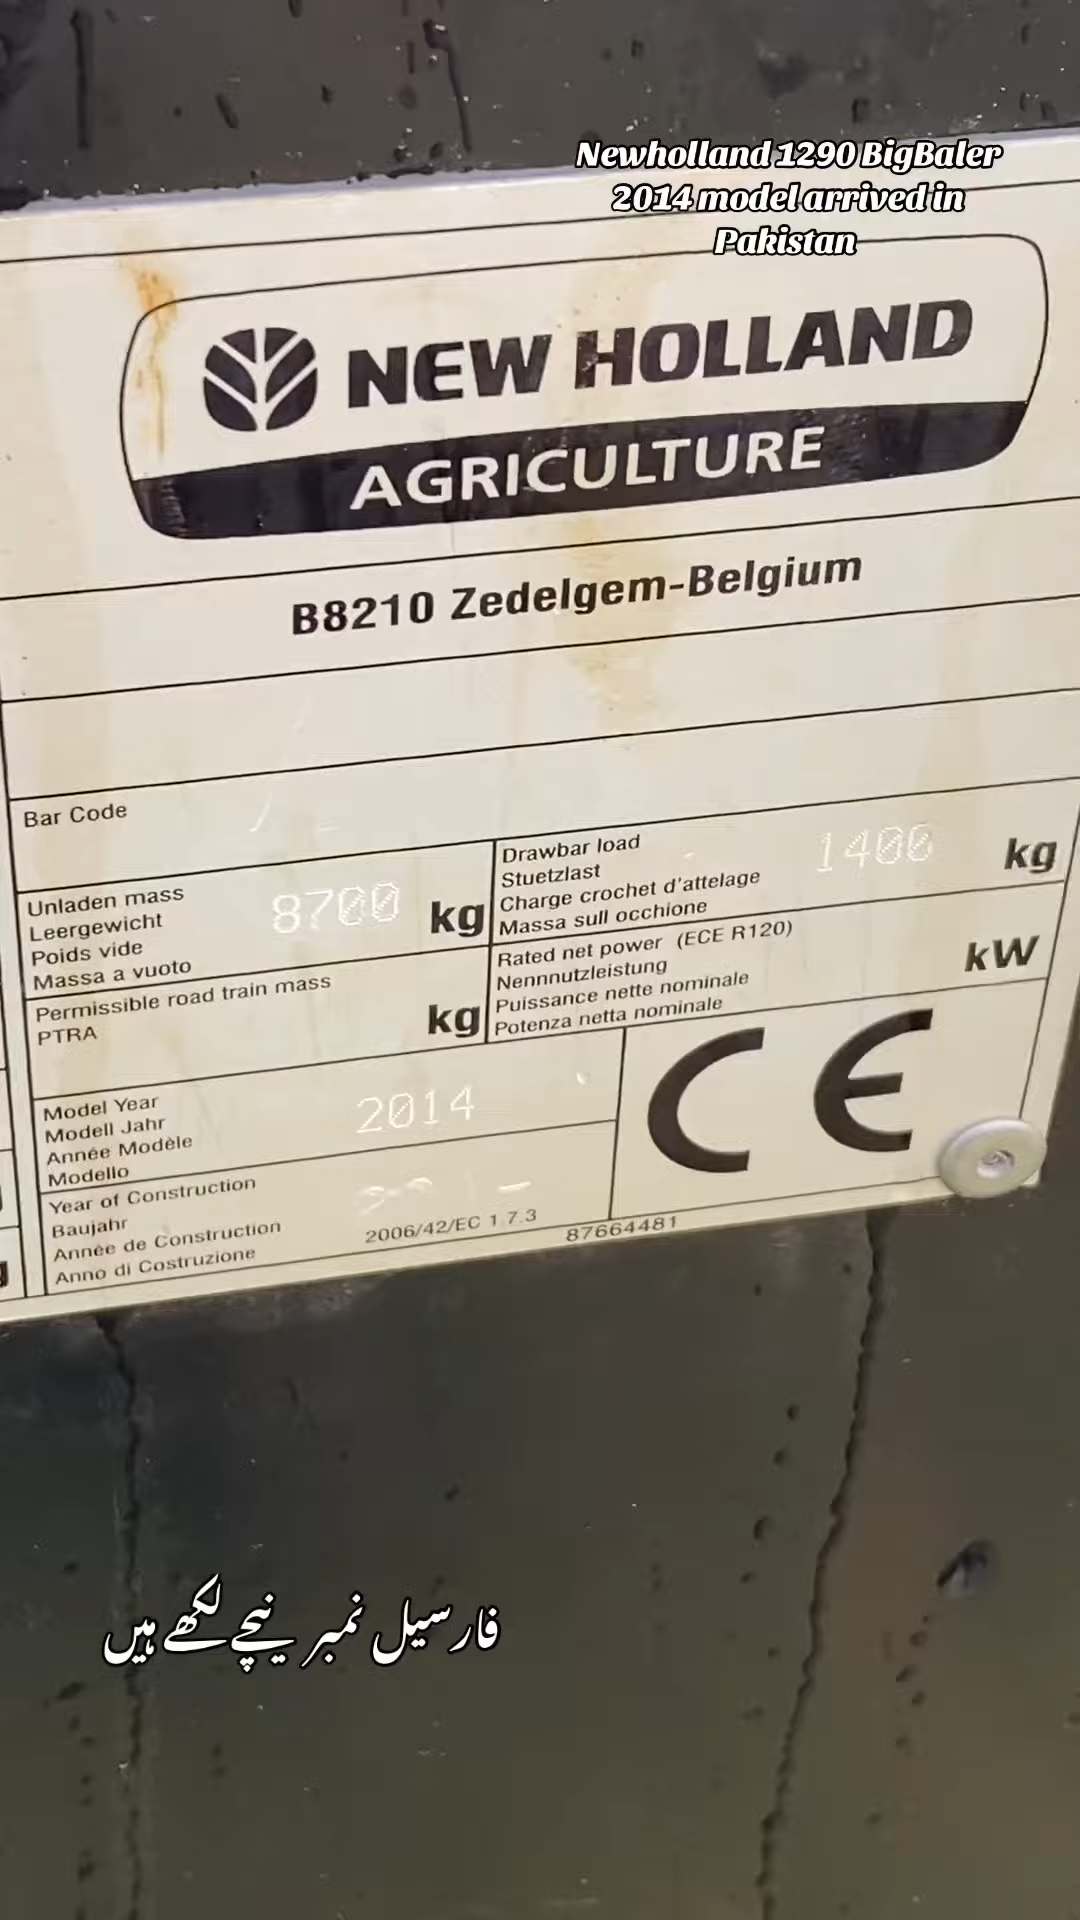 Newholland 1290 BigBaler
2014 model arrived in
Pakistan
NEW HOLLAND
AGRICULTURE
B8210 Zedelgem-Belgium
Bar Code
Unladen mass
Leergewicht
Poids vide
Massa a vuoto
8700 kg
Drawbar load
Stuetzlast
Charge crochet d'attelage
Massa sull occhione
1400 kg
Permissible road train mass
PTRA
kg
Rated net power (ECE R120)
Nennnutzleistung
Puissance nette nominale
Potenza netta nominale
kW
Model Year
Modell Jahr
Année Modèle
Modello
2014
Year of Construction
Baujahr
Année de Construction
Anno di Costruzione
2006/42/EC 1.7.3
87664481
CE
فار سیل نمبر نیچے لکھے ہیں